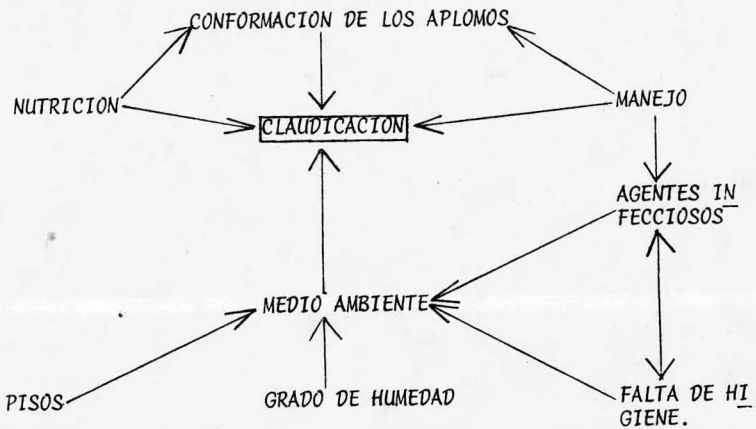 CONFORMACION DE LOS APLOMOS
NUTRICION
MANEJO
CLAUDICACION
AGENTES IN
FECCIOSOS
MEDIO AMBIENTE
PISOS
GRADO DE HUMEDAD
FALTA DE HI
GIENE.